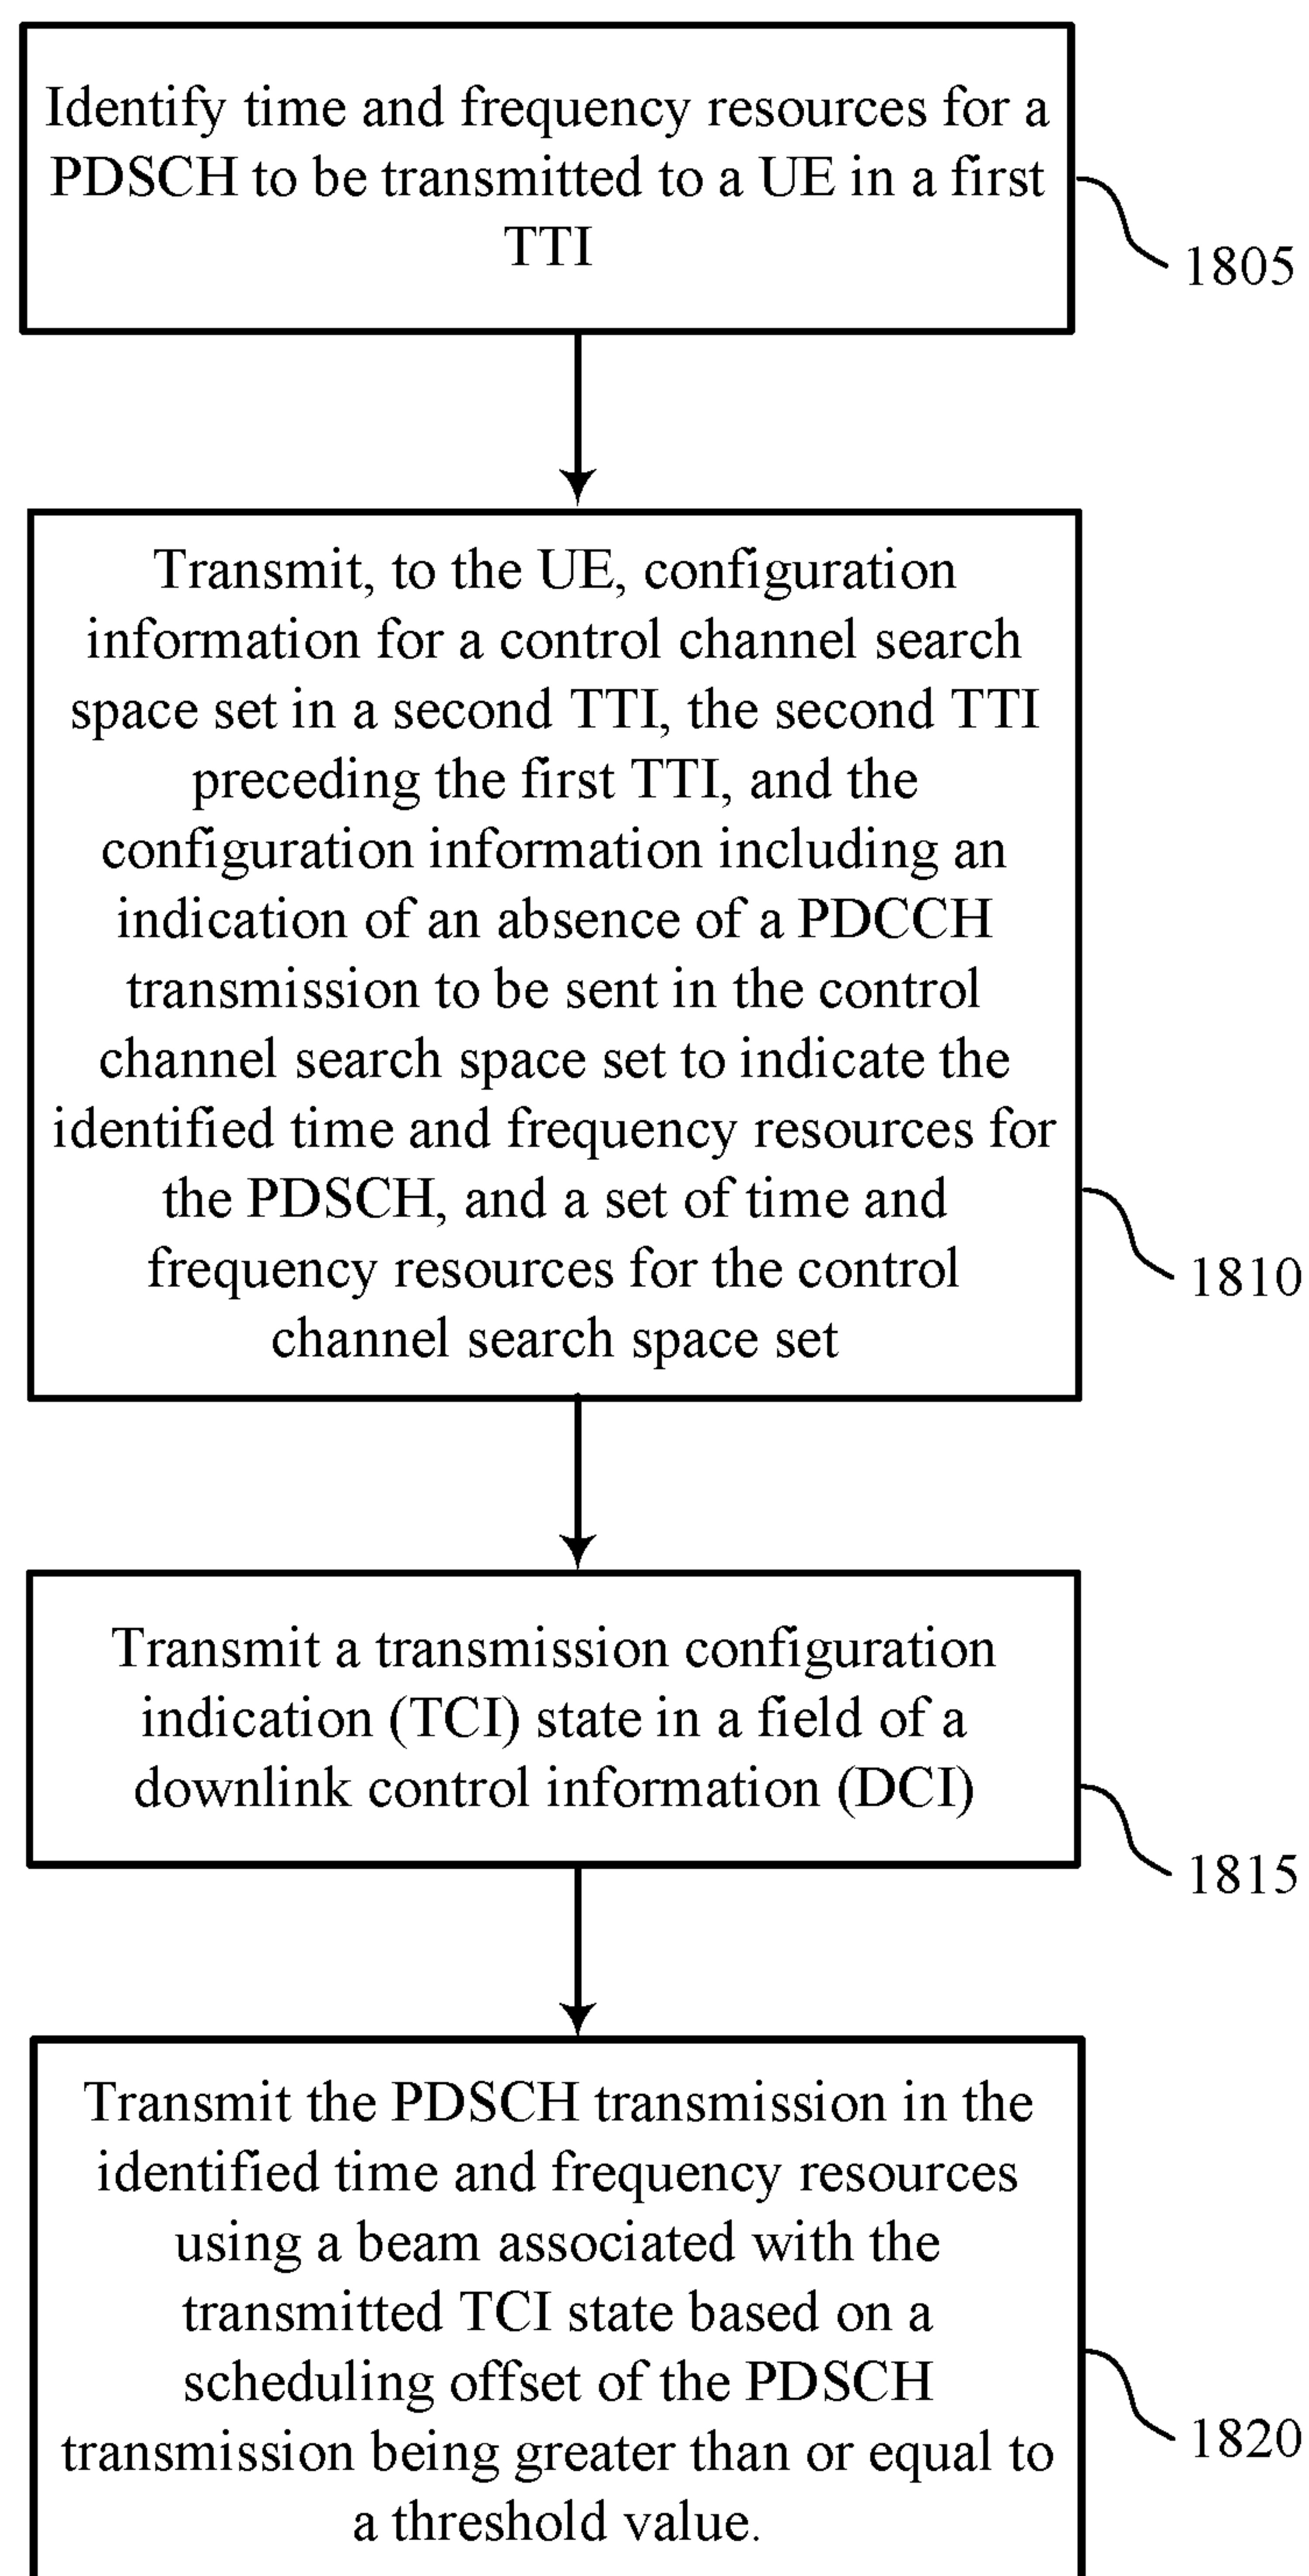 Identify time and frequency resources for a
PDSCH to be transmitted to a UE in a first
TTI
1805
Transmit, to the UE, configuration
information for a control channel search
space set in a second TTI, the second TTI
preceding the first TTI, and the
configuration information including an
indication of an absence of a PDCCH
transmission to be sent in the control
channel search space set to indicate the
identified time and frequency resources for
the PDSCH, and a set of time and
frequency resources for the control
channel search space set
1810
Transmit a transmission configuration
indication (TCI) state in a field of a
downlink control information (DCI)
1815
Transmit the PDSCH transmission in the
identified time and frequency resources
using a beam associated with the
transmitted TCI state based on a
scheduling offset of the PDSCH
transmission being greater than or equal to
a threshold value.
1820